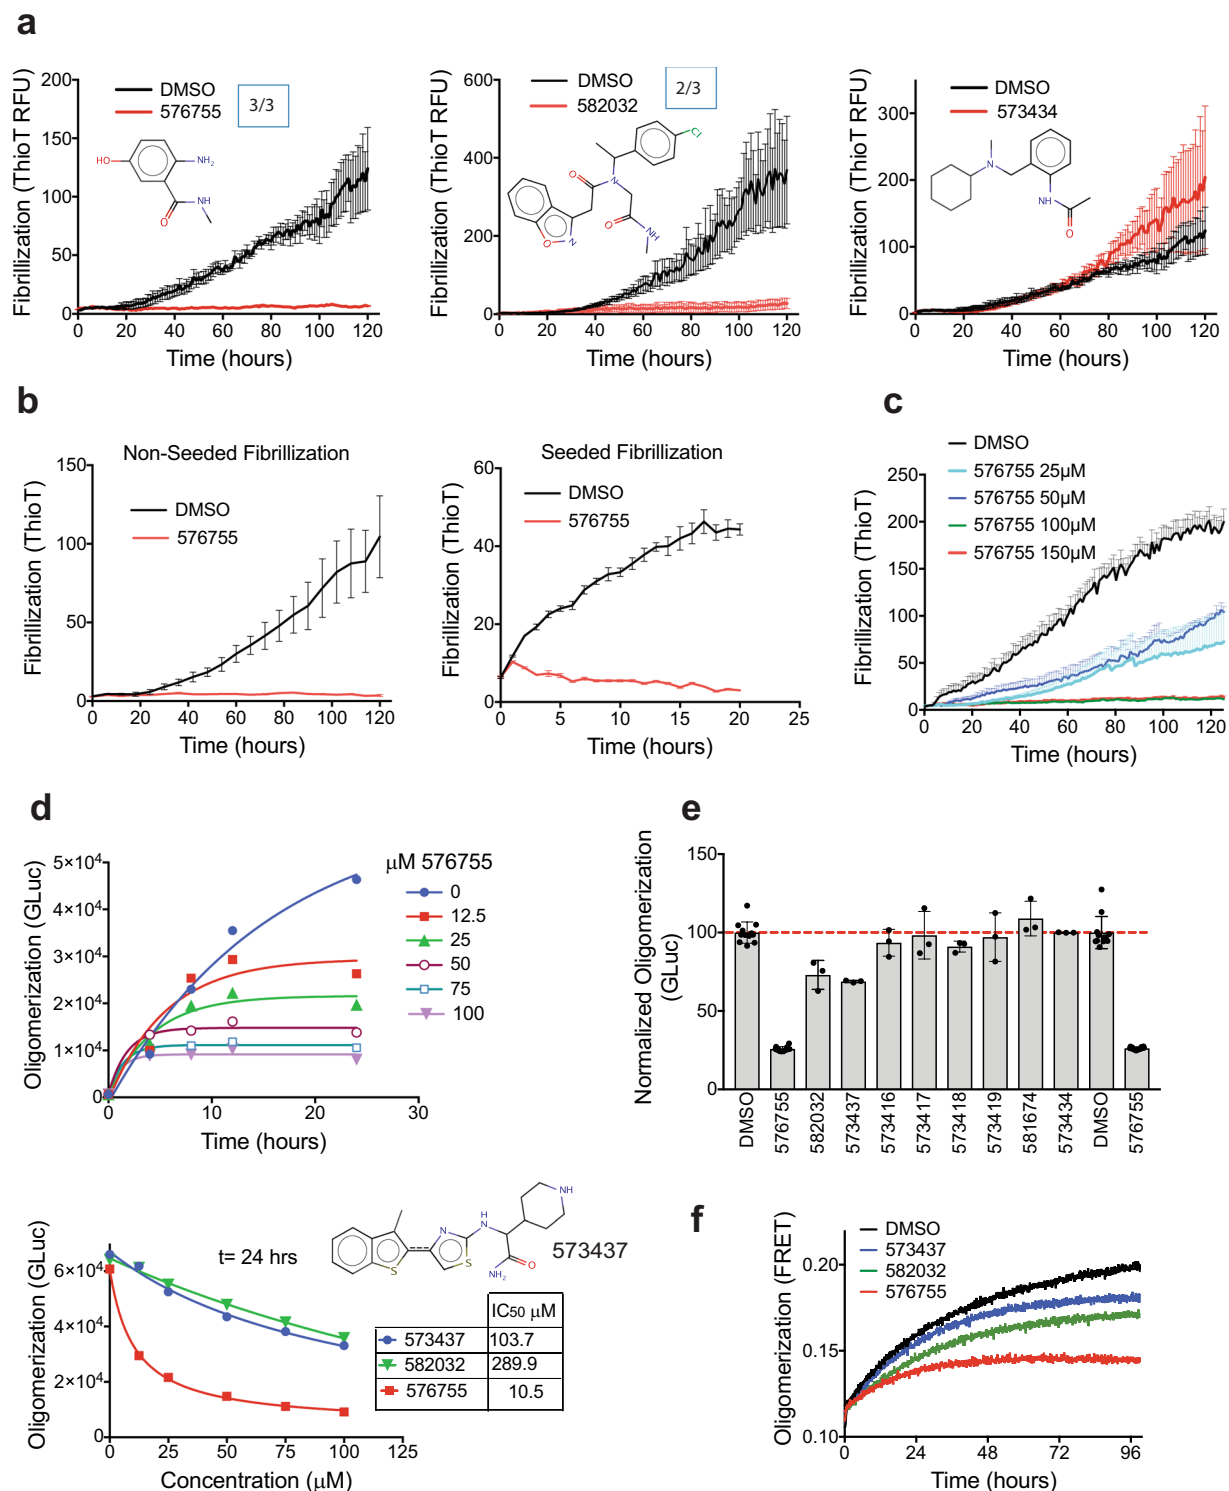 a
Fibrillization (ThioT RFU)
200
150
100
50
0
DMSO
576755
3/3
HO
NH₂
NH
O
0 20 40 60 80 100 120
Time (hours)
Fibrillization (ThioT RFU)
600
400
200
0
DMSO
582032
2/3
Cl
O
N
O
NH
O
N
0 20 40 60 80 100 120
Time (hours)
Fibrillization (ThioT RFU)
300
200
100
0
DMSO
573434
N
NH
O
0 20 40 60 80 100 120
Time (hours)
b
Non-Seeded Fibrillization
Fibrillization (ThioT)
150
100
50
0
DMSO
576755
0 20 40 60 80 100 120
Time (hours)
Seeded Fibrillization
Fibrillization (ThioT)
60
40
20
0
DMSO
576755
0 5 10 15 20 25
Time (hours)
c
DMSO
576755 25µM
576755 50µM
576755 100µM
576755 150µM
Fibrillization (ThioT)
250
200
150
100
50
0
0 20 40 60 80 100 120
Time (hours)
d
Oligomerization (GLuc)
5×10⁴
4×10⁴
3×10⁴
2×10⁴
1×10⁴
0
μM 576755
0
12.5
25
50
75
100
0 10 20 30
Time (hours)
Oligomerization (GLuc)
6×10⁴
4×10⁴
2×10⁴
0
t= 24 hrs
N
H
N
NH
S
S
NH₂
O
573437
IC50 μM
573437 103.7
582032 289.9
576755 10.5
0 25 50 75 100 125
Concentration (μM)
e
Normalized Oligomerization
(GLuc)
150
100
50
0
DMSO
576755
582032
573437
573416
573417
573418
573419
581674
573434
DMSO
576755
f
Oligomerization (FRET)
0.20
0.15
0.10
DMSO
573437
582032
576755
0 24 48 72 96
Time (hours)